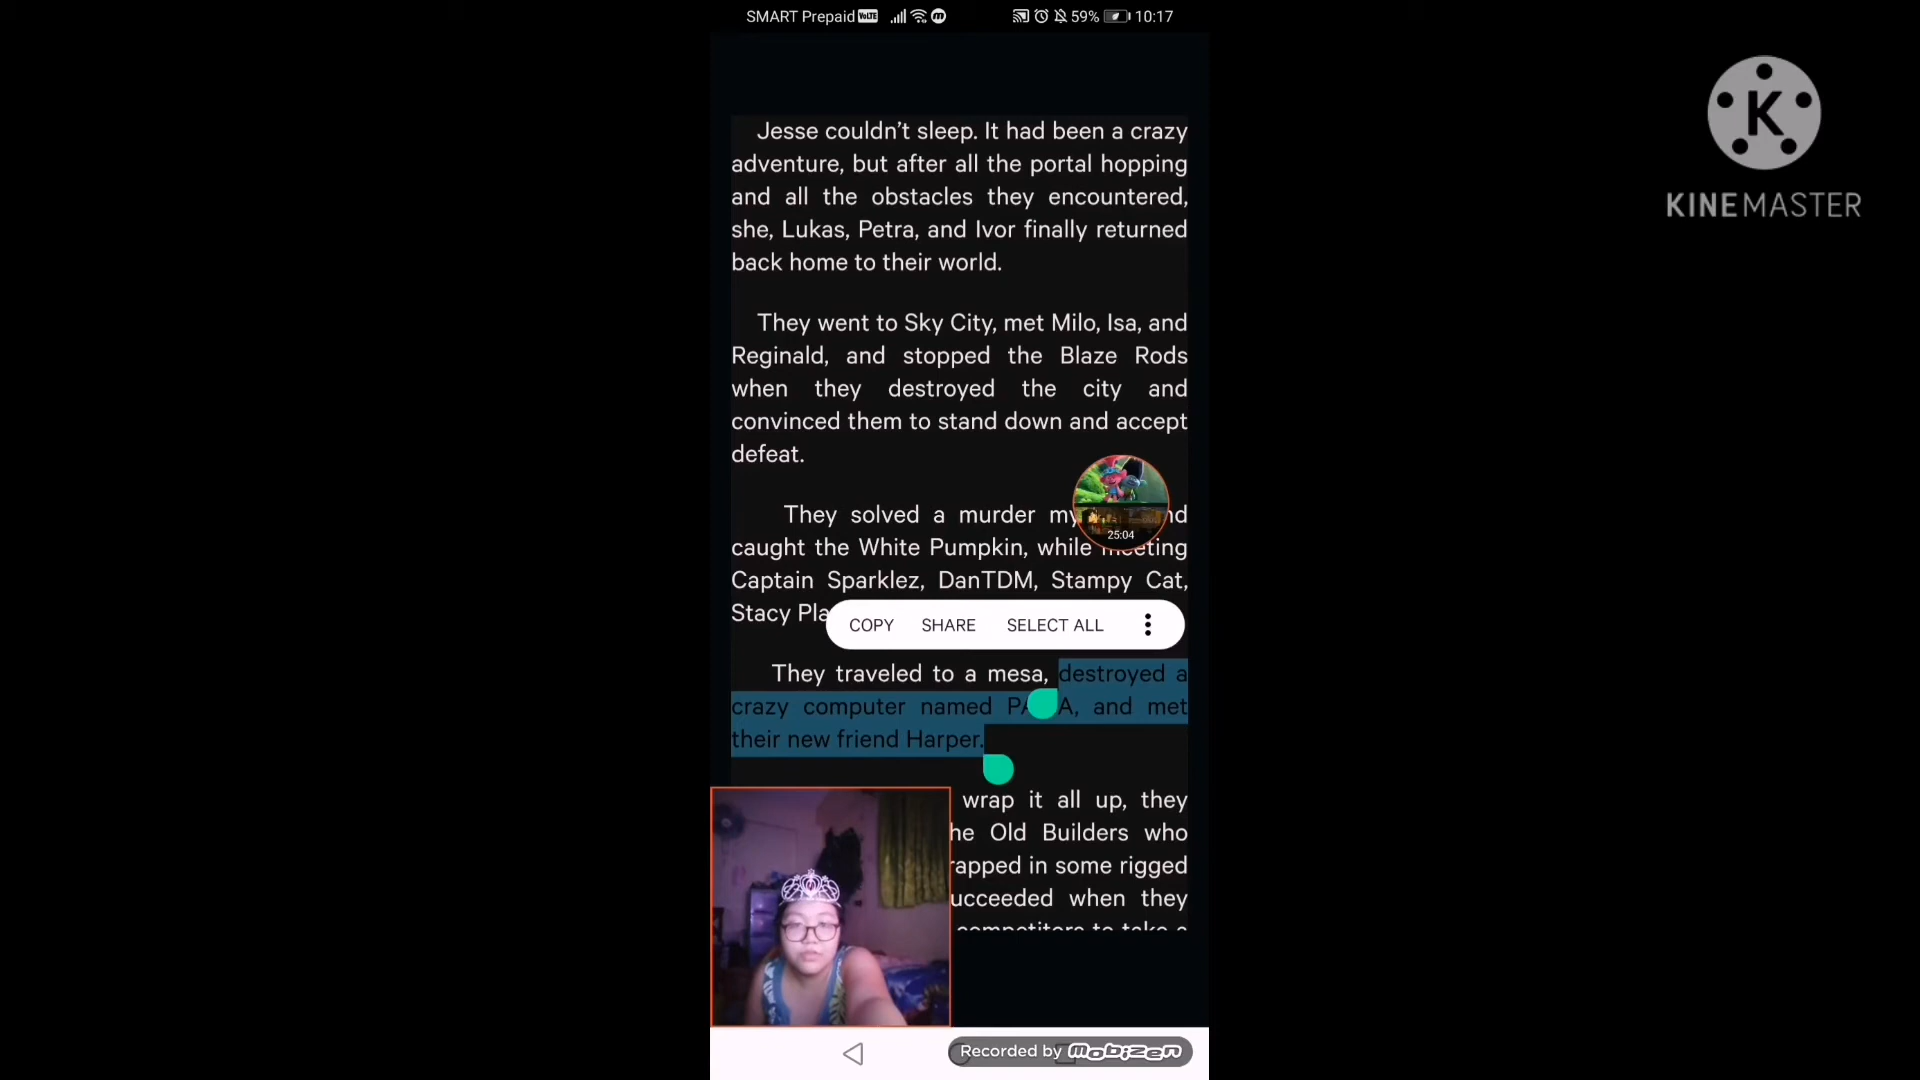 SMART Prepaid VoLTE 59% 10:17
K
KINEMASTER
Jesse couldn’t sleep. It had been a crazy
adventure, but after all the portal hopping
and all the obstacles they encountered,
she, Lukas, Petra, and Ivor finally returned
back home to their world.
They went to Sky City, met Milo, Isa, and
Reginald, and stopped the Blaze Rods
when they destroyed the city and
convinced them to stand down and accept
defeat.
They solved a murder
caught the White Pumpkin, while meeting
Captain Sparklez, DanTDM, Stampy Cat,
Stacy
25:04
COPY SHARE SELECT ALL
They traveled to a mesa, destroyed a
crazy computer named and met
their new friend Harper.
wrap it all up, they
Old Builders who
in some rigged
when they
competitors to take a
Recorded by mobizen